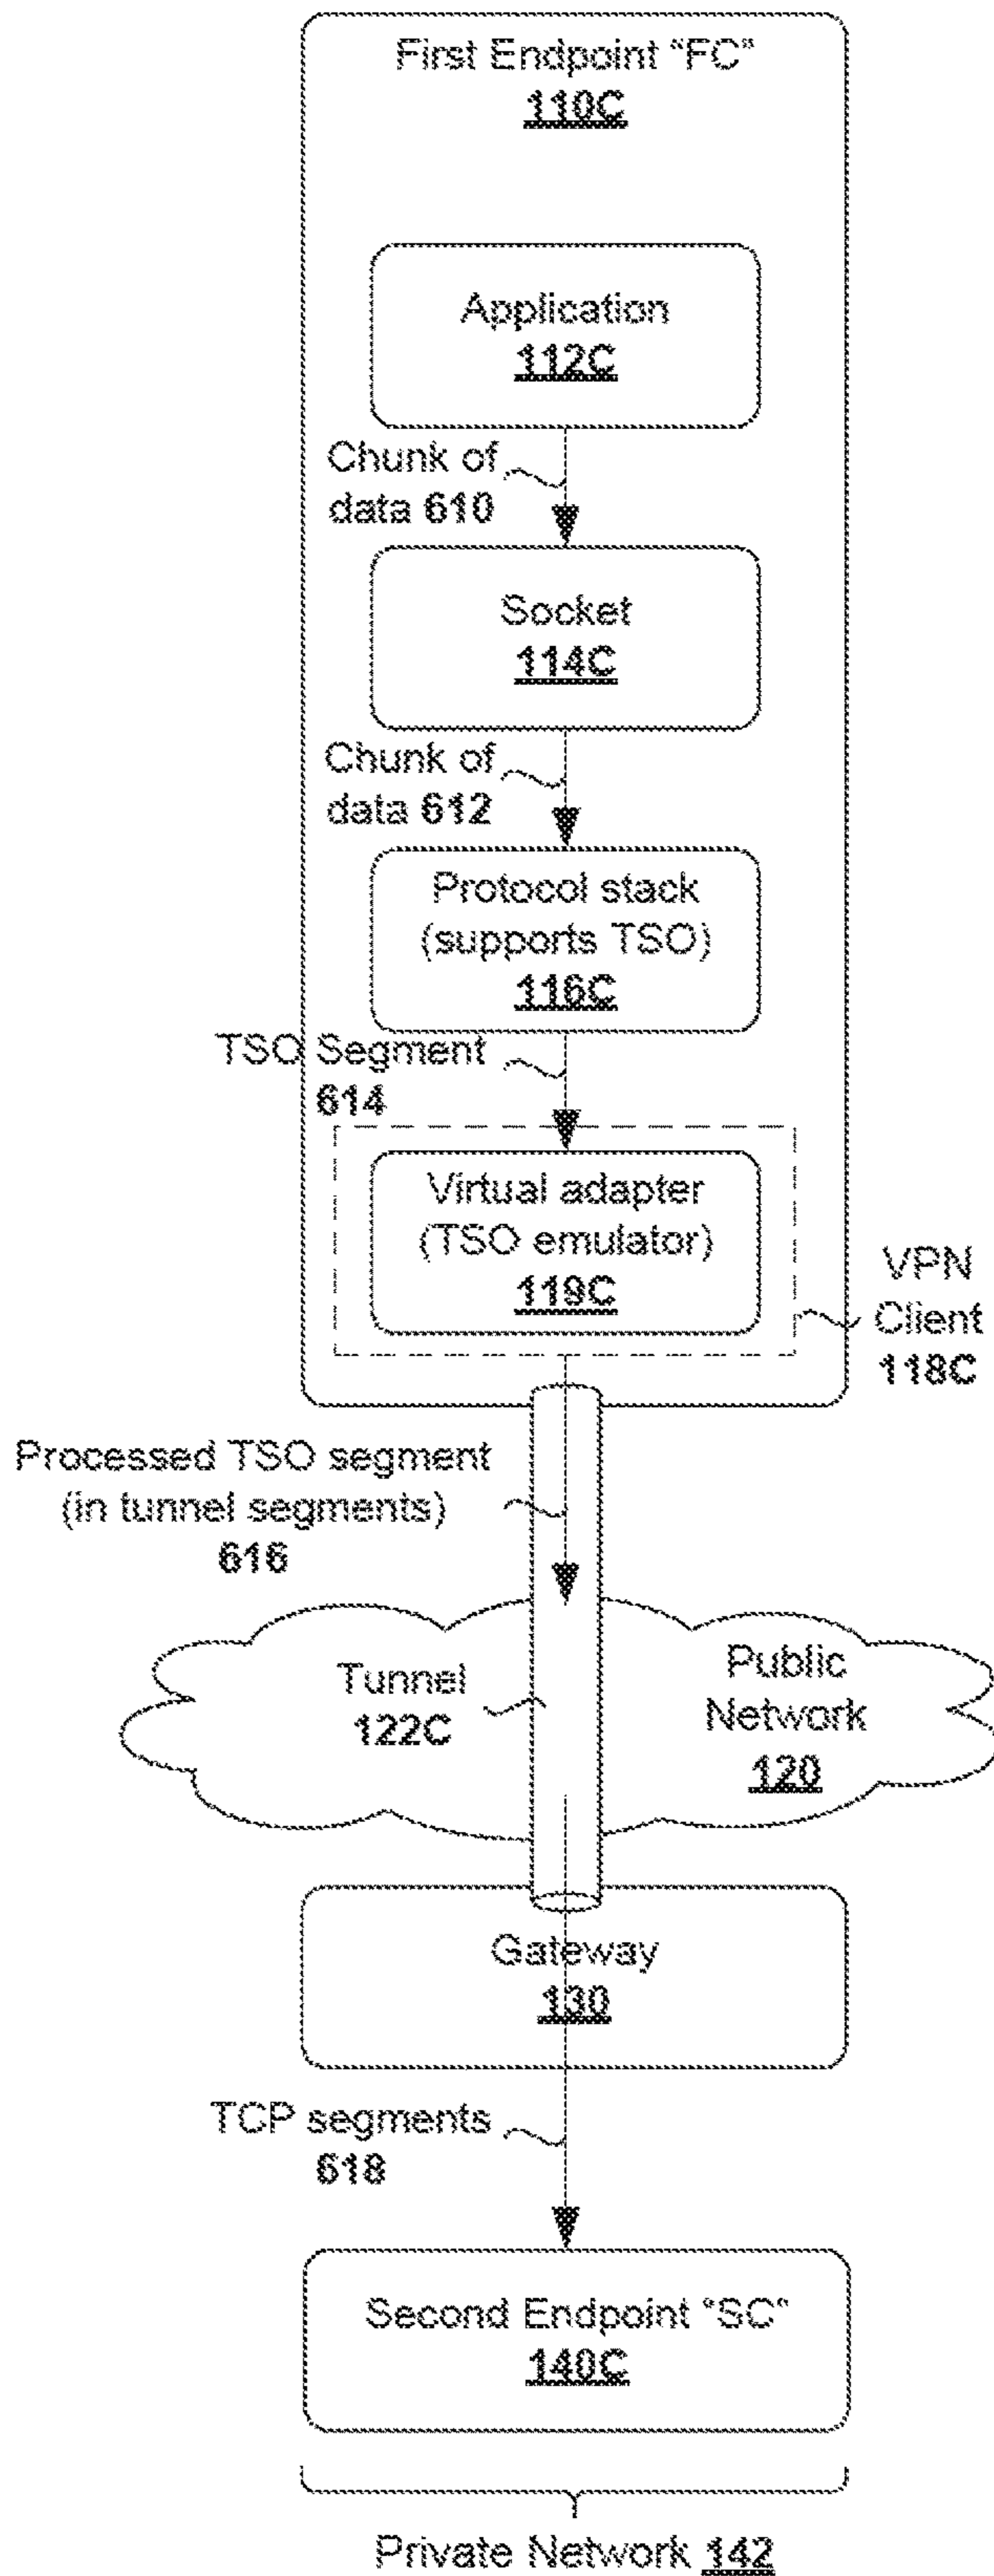 First Endpoint “FC”
110C
Application
112C
Chunk of
data 610
Socket
114C
Chunk of
data 612
Protocol stack
(supports TSO)
116C
TSO Segment
614
Virtual adapter
(TSO emulator)
119C
VPN
Client
118C
Processed TSO segment
(in tunnel segments)
616
Tunnel
122C
Public
Network
120
Gateway
130
TCP segments
618
Second Endpoint “SC”
140C
Private Network 142